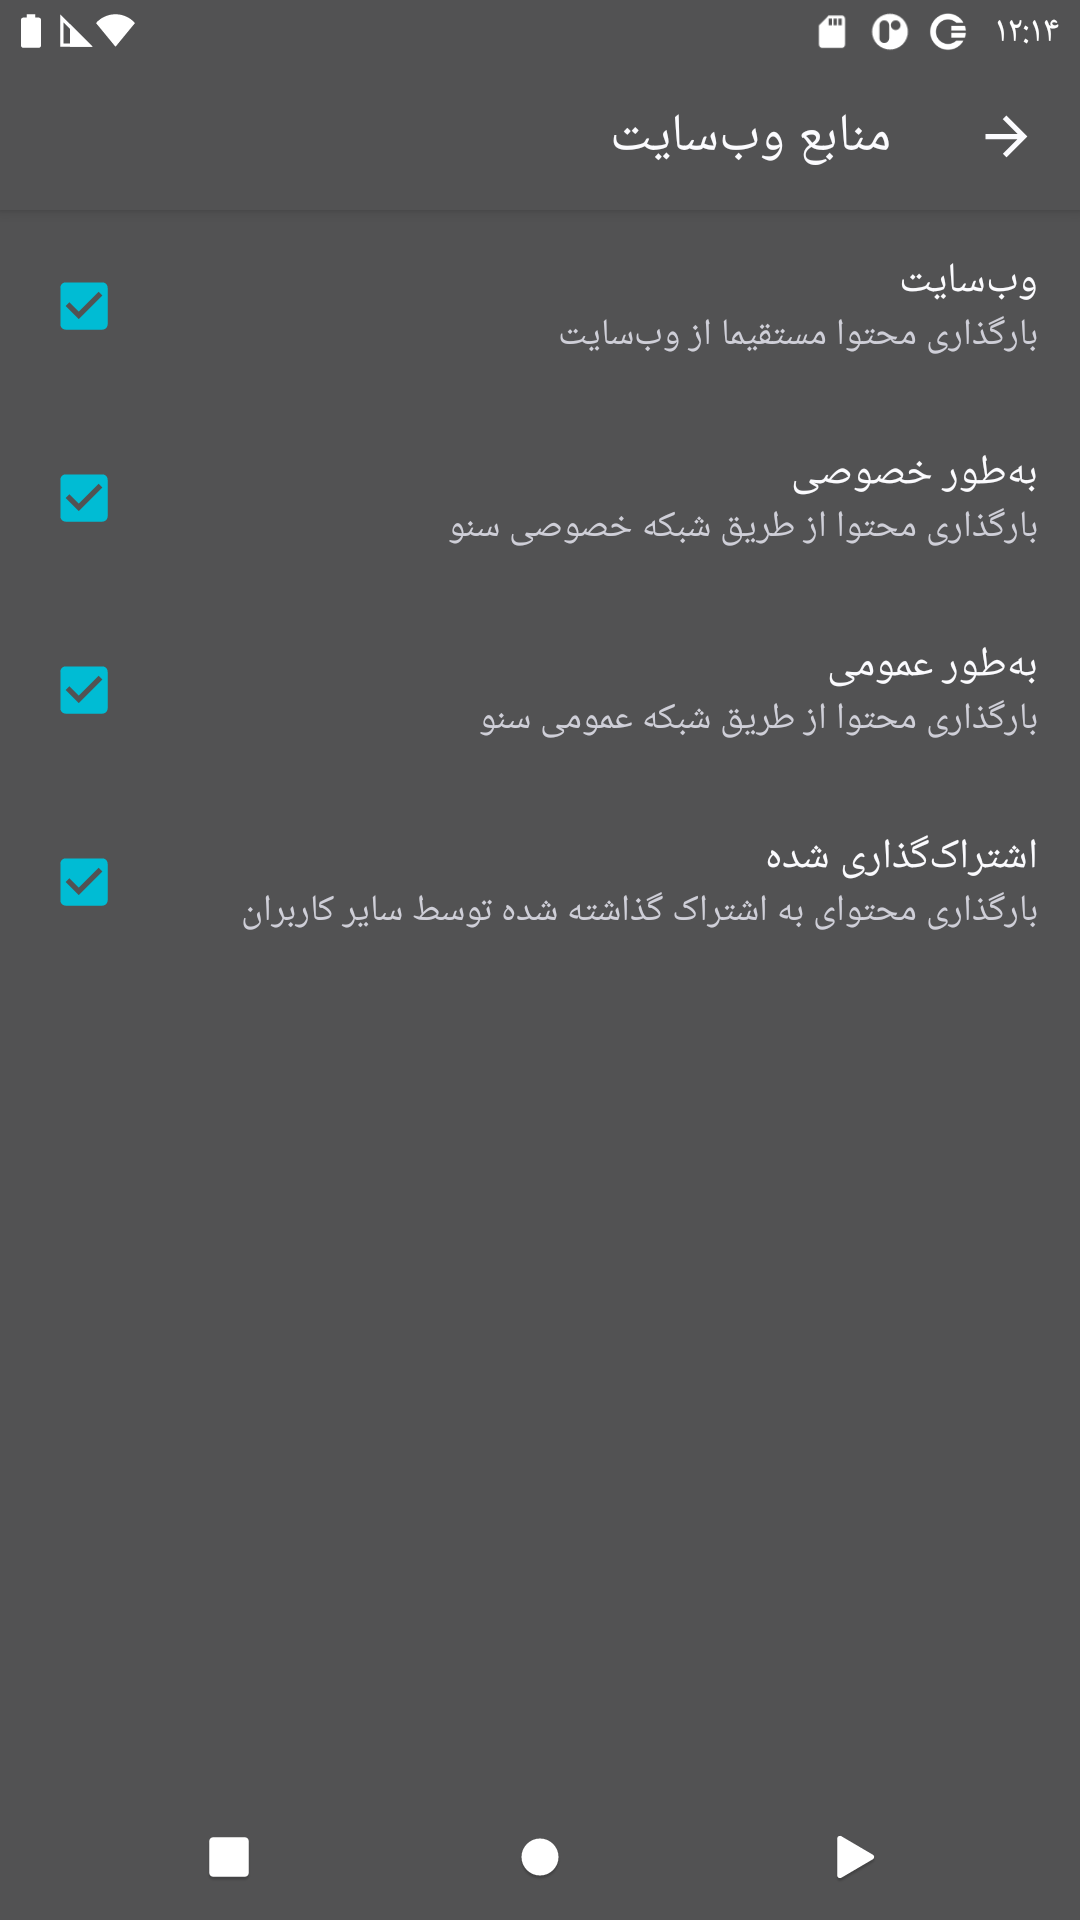 ۱۲:۱۴
منابع وب‌سایت
وب‌سایت
بارگذاری محتوا مستقیما از وب‌سایت
به‌طور خصوصی
بارگذاری محتوا از طریق شبکه خصوصی سنو
به‌طور عمومی
بارگذاری محتوا از طریق شبکه عمومی سنو
اشتراک‌گذاری شده
بارگذاری محتوای به اشتراک گذاشته شده توسط سایر کاربران